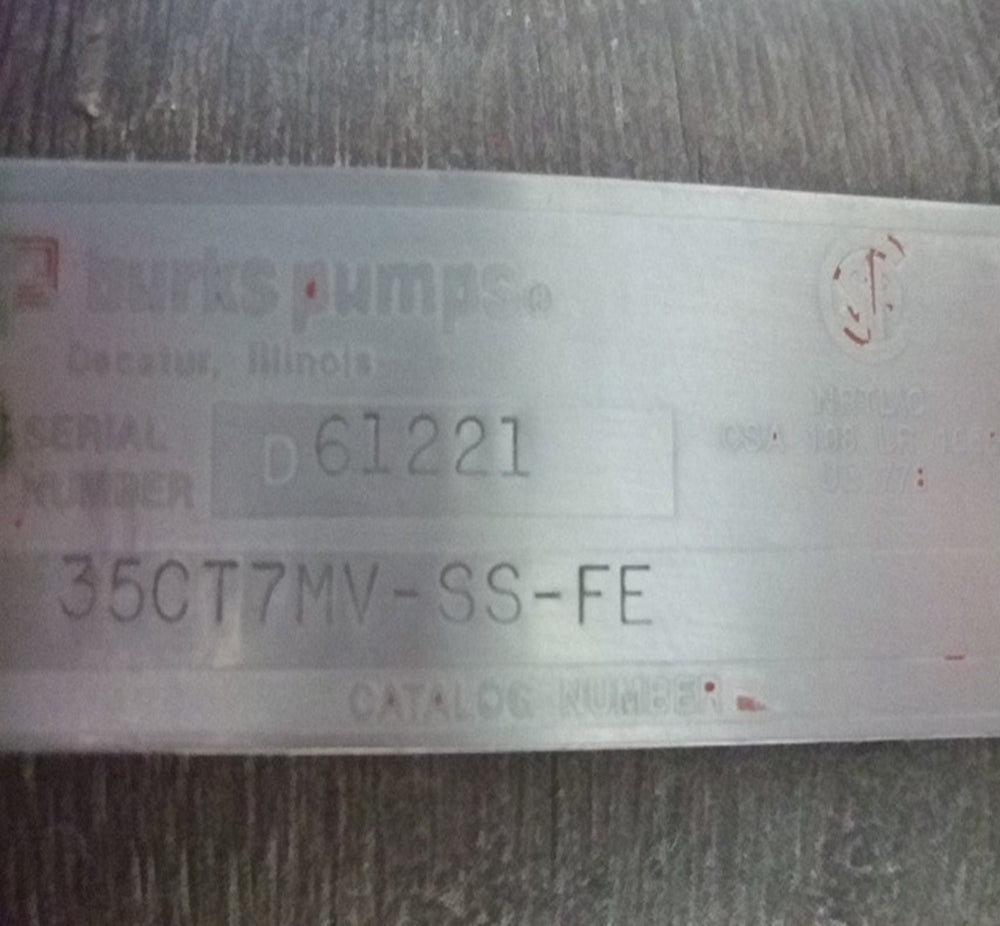 burks pumps®
Decatur, Illinois
SERIAL NUMBER
D 61221
35CT7MV-SS-FE
CATALOG NUMBER
CSA